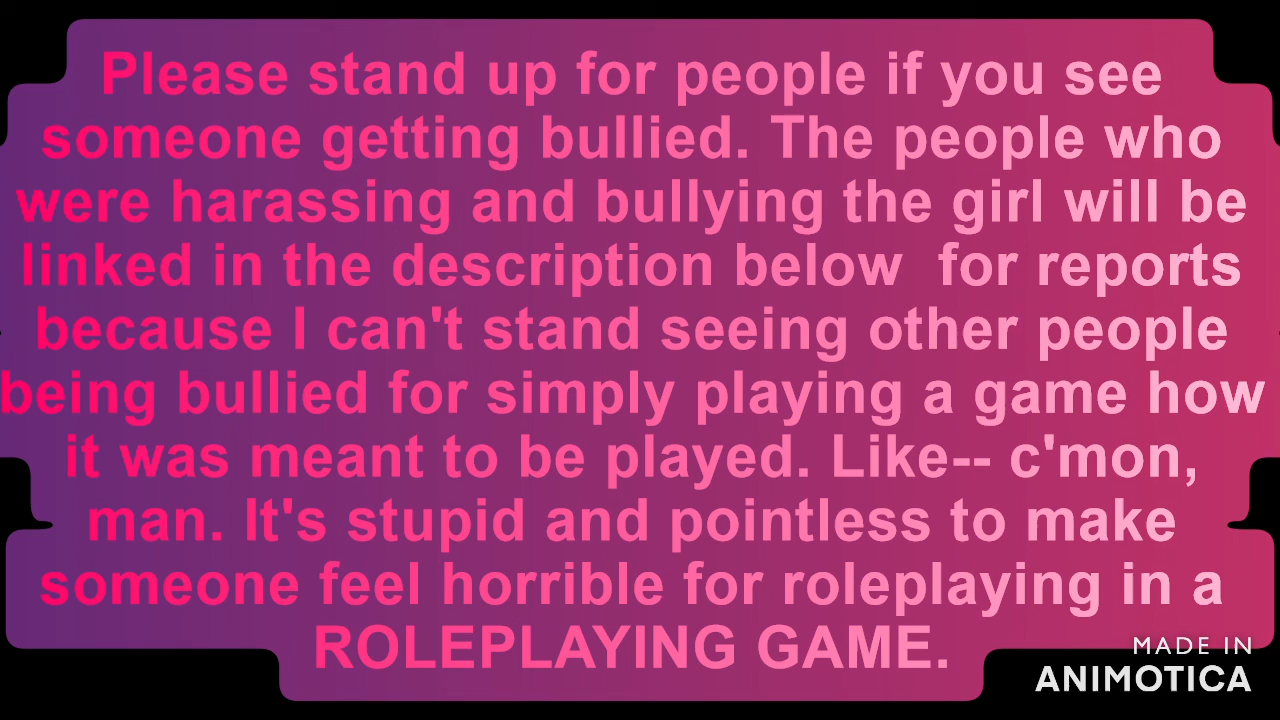 Please stand up for people if you see
someone getting bullied. The people who
were harassing and bullying the girl will be
linked in the description below  for reports
because I can't stand seeing other people
being bullied for simply playing a game how
it was meant to be played. Like-- c'mon,
man. It's stupid and pointless to make
someone feel horrible for roleplaying in a
ROLEPLAYING GAME.
MADE IN
ANIMOTICA